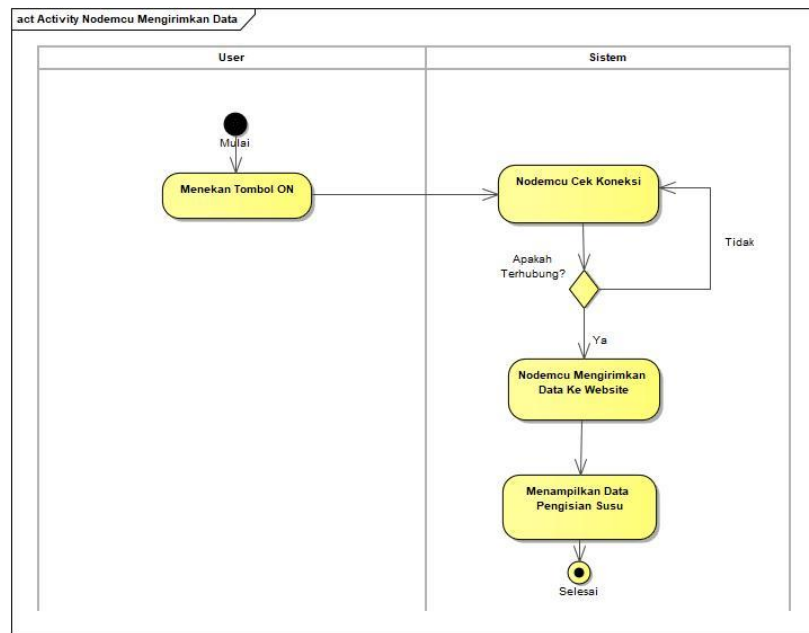 act Activity Nodemcu Mengirimkan Data
User
Sistem
Mulai
Menekan Tombol ON
Nodemcu Cek Koneksi
Tidak
Apakah
Terhubung?
Ya
Nodemcu Mengirimkan
Data Ke Website
Menampilkan Data
Pengisian Susu
Selesai